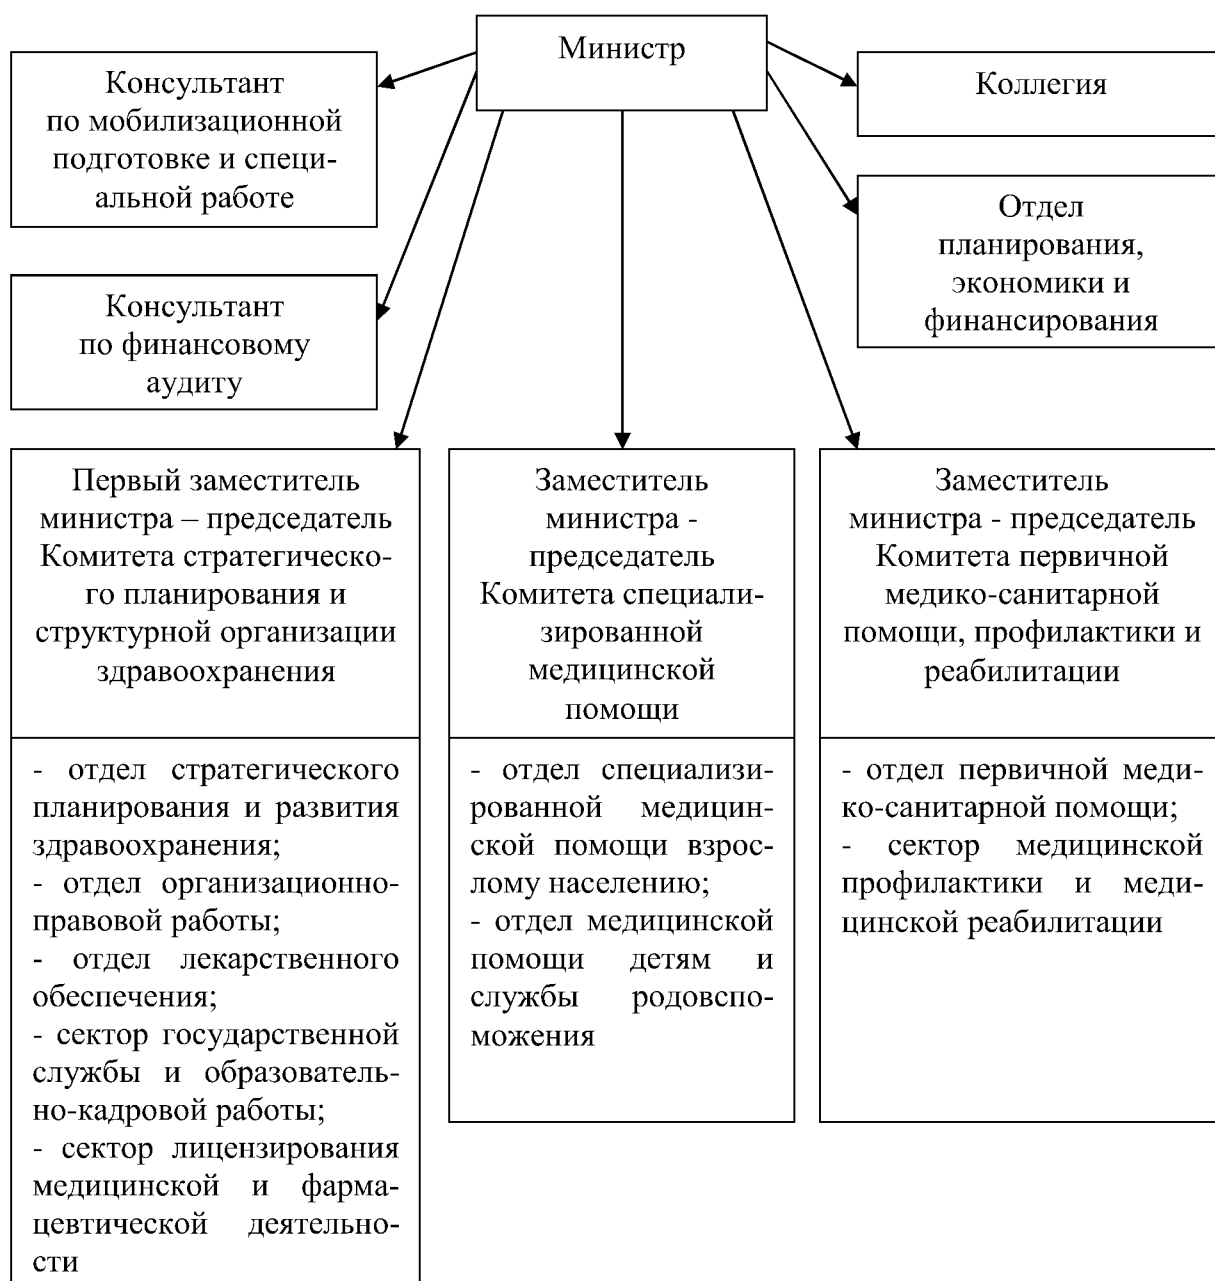 Министр
Консультант
по мобилизационной
подготовке и специ-
альной работе
Коллегия
Отдел
планирования,
экономики и
финансирования
Консультант
по финансовому
аудиту
Первый заместитель
министра – председатель
Комитета стратегическо-
го планирования и
структурной организации
здравоохранения
Заместитель
министра -
председатель
Комитета специали-
зированной
медицинской
помощи
Заместитель
министра - председатель
Комитета первичной
медико-санитарной
помощи, профилактики и
реабилитации
- отдел стратегического
планирования и развития
здравоохранения;
- отдел организационно-
правовой работы;
- отдел лекарственного
обеспечения;
- сектор государственной
службы и образователь-
но-кадровой работы;
- сектор лицензирования
медицинской и фарма-
цевтической деятельно-
сти
- отдел специализи-
рованной медицин-
ской помощи взрос-
лому населению;
- отдел медицинской
помощи детям и
службы родовспо-
можения
- отдел первичной меди-
ко-санитарной помощи;
- сектор медицинской
профилактики и меди-
цинской реабилитации